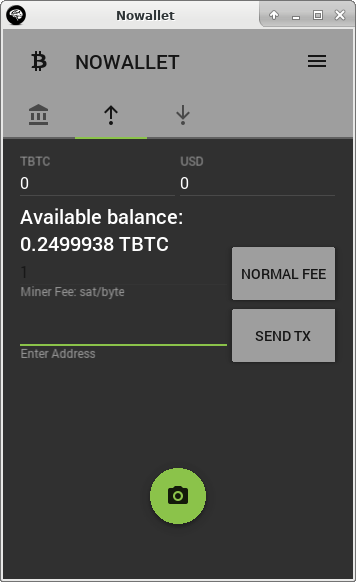 Nowallet
NOWALLET
TBTC
USD
0
0
Available balance:
0.2499938 TBTC
1
NORMAL FEE
Miner Fee: sat/byte
SEND TX
Enter Address